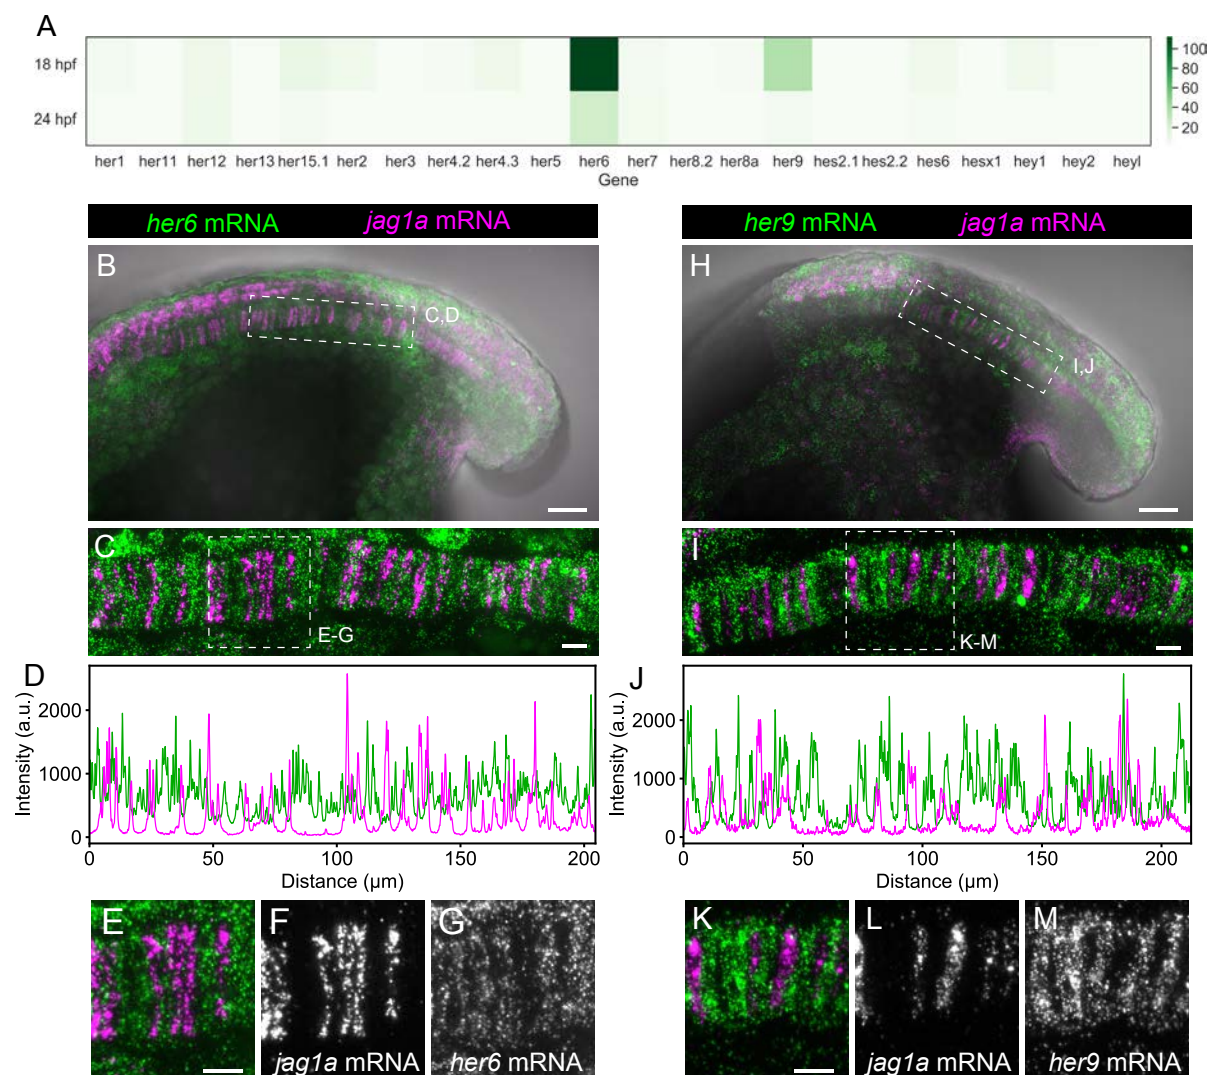 A
18 hpf
24 hpf
100
80
60
40
20
her1 her11 her12 her13 her15.1 her2 her3 her4.2 her4.3 her5 her6 her7 her8.2 her8a her9 hes2.1 hes2.2 hes6 hesx1 hey1 hey2 heyl
Gene
her6 mRNA jag1a mRNA
B
C,D
C
E-G
D
Intensity (a.u.)
2000
1000
0
0 50 100 150 200
Distance (µm)
E
F
jag1a mRNA
G
her6 mRNA
her9 mRNA jag1a mRNA
H
I,J
I
K-M
J
Intensity (a.u.)
2000
1000
0
0 50 100 150 200
Distance (µm)
K
L
jag1a mRNA
M
her9 mRNA